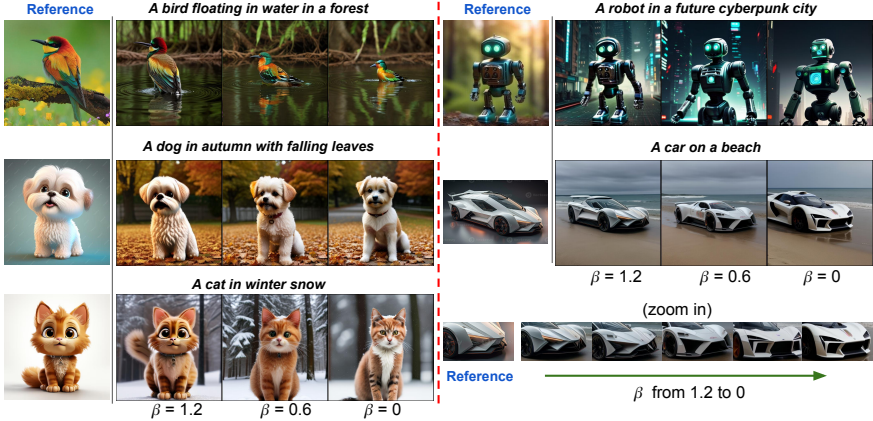 Reference
A bird floating in water in a forest
A dog in autumn with falling leaves
A cat in winter snow
β = 1.2
β = 0.6
β = 0
Reference
A robot in a future cyberpunk city
A car on a beach
β = 1.2
β = 0.6
β = 0
(zoom in)
Reference
β from 1.2 to 0